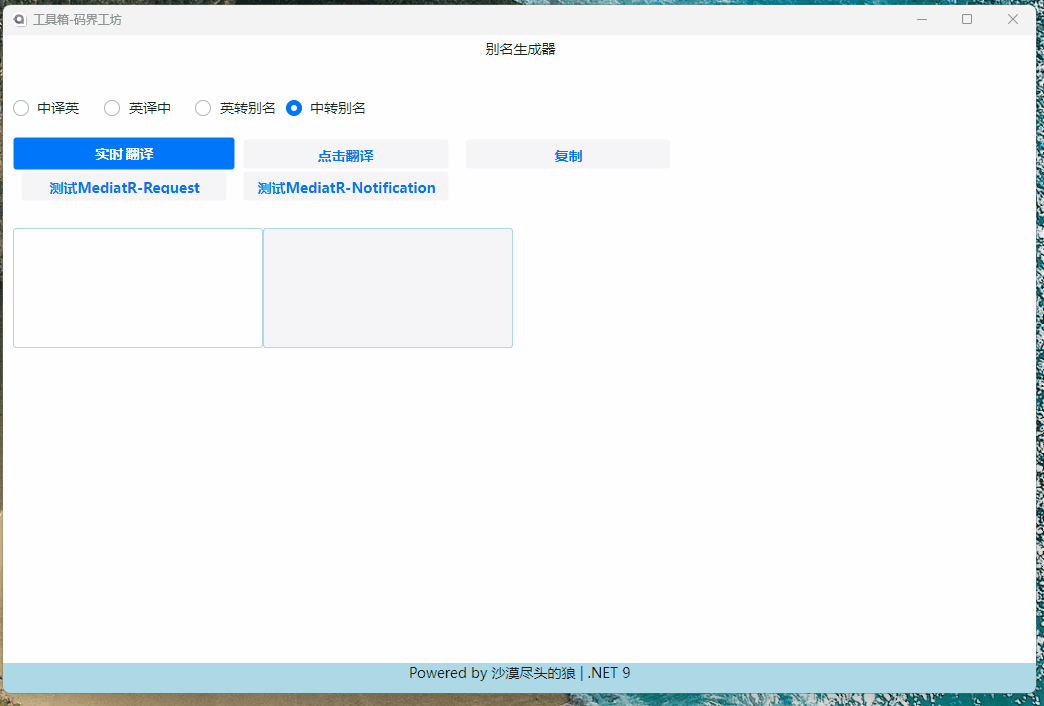 工具箱-码界工坊
别名生成器
中译英 英译中 英转别名 中转别名
实时翻译 点击翻译 复制
测试MediatR-Request 测试MediatR-Notification
Powered by 沙漠尽头的狼 | .NET 9